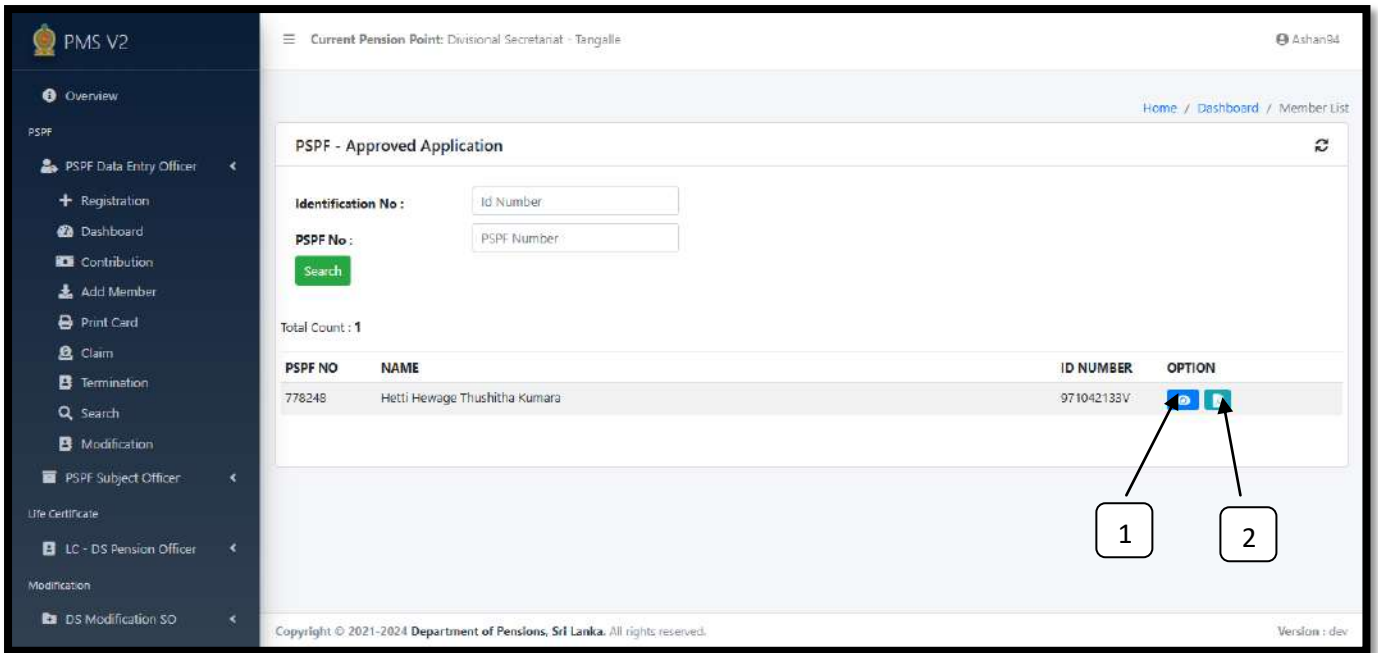 PMS V2
Current Pension Point: Divisional Secretariat - Tangalle
Ashan94
Overview
Home / Dashboard / Member List
PSPF
PSPF - Approved Application
PSPF Data Entry Officer
Registration
Identification No :
Id Number
Dashboard
PSPF No :
PSPF Number
Contribution
Search
Add Member
Print Card
Total Count : 1
Claim
PSPF NO NAME ID NUMBER OPTION
Termination
778248 Hetti Hewage Thushitha Kumara 971042133V
Search
Modification
PSPF Subject Officer
Life Certificate
1
2
LC - DS Pension Officer
Modification
DS Modification SO
Copyright © 2021-2024 Department of Pensions, Sri Lanka. All rights reserved.
Version : dev